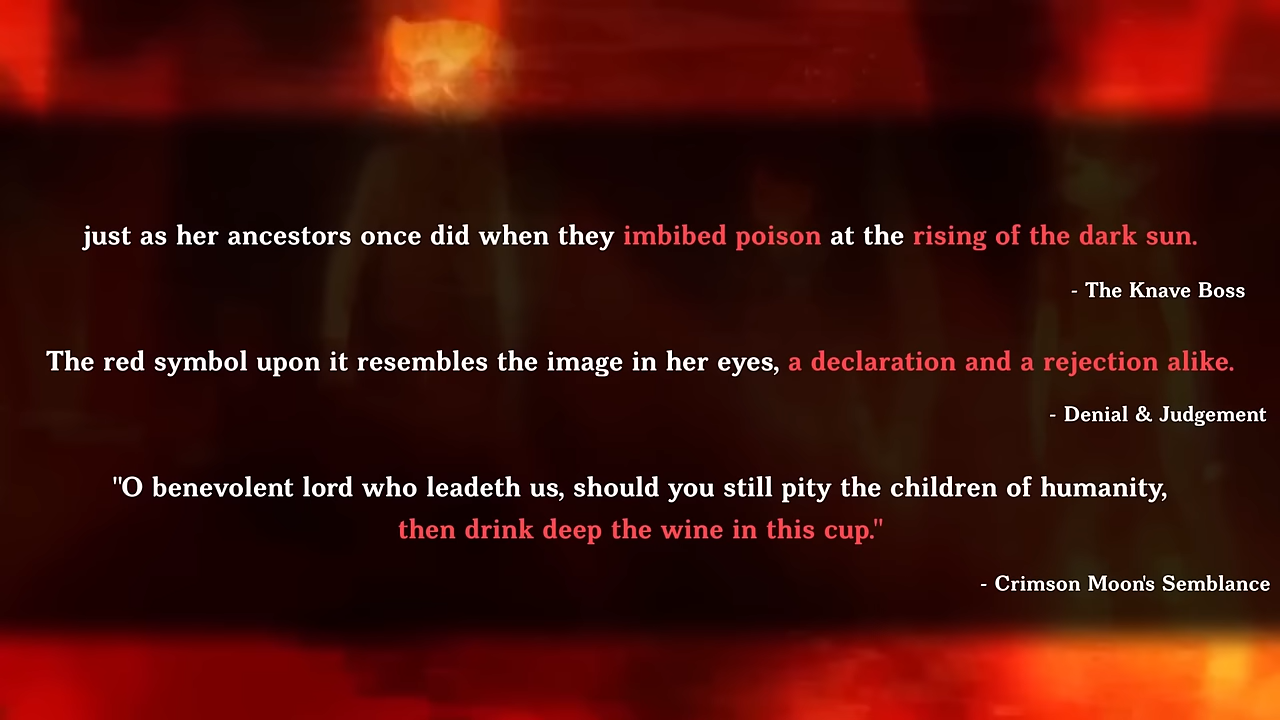 just as her ancestors once did when they imbibed poison at the rising of the dark sun.
- The Knave Boss
The red symbol upon it resembles the image in her eyes, a declaration and a rejection alike.
- Denial & Judgement
"O benevolent lord who leadeth us, should you still pity the children of humanity,
then drink deep the wine in this cup."
- Crimson Moon's Semblance